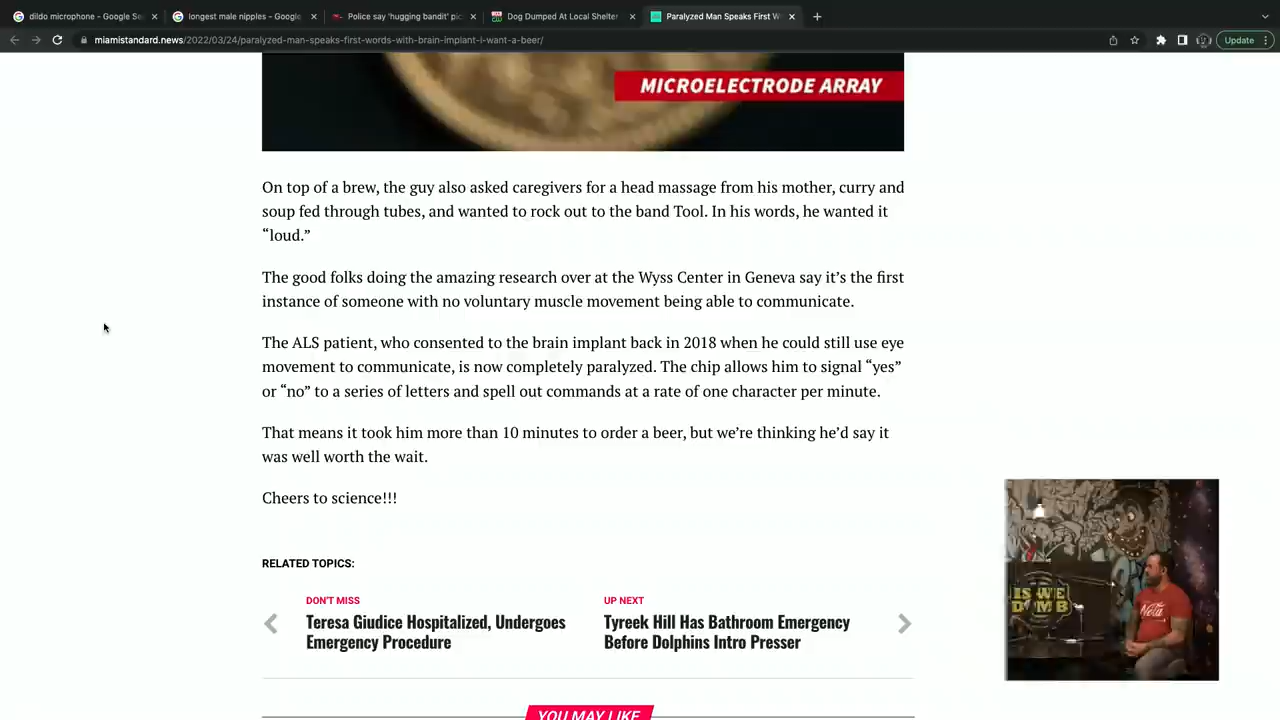 dildo microphone - Google Se
longest male nipples - Google
Police say 'hugging bandit' pic
Dog Dumped At Local Shelter
Paralyzed Man Speaks First W
miamistandard.news/2022/03/24/paralyzed-man-speaks-first-words-with-brain-implant-i-want-a-beer/
Update
MICROELECTRODE ARRAY
On top of a brew, the guy also asked caregivers for a head massage from his mother, curry and
soup fed through tubes, and wanted to rock out to the band Tool. In his words, he wanted it
“loud.”
The good folks doing the amazing research over at the Wyss Center in Geneva say it’s the first
instance of someone with no voluntary muscle movement being able to communicate.
The ALS patient, who consented to the brain implant back in 2018 when he could still use eye
movement to communicate, is now completely paralyzed. The chip allows him to signal “yes”
or “no” to a series of letters and spell out commands at a rate of one character per minute.
That means it took him more than 10 minutes to order a beer, but we’re thinking he’d say it
was well worth the wait.
Cheers to science!!!
RELATED TOPICS:
DON'T MISS
Teresa Giudice Hospitalized, Undergoes
Emergency Procedure
UP NEXT
Tyreek Hill Has Bathroom Emergency
Before Dolphins Intro Presser
IS WE
DUMB
YOU MAY LIKE